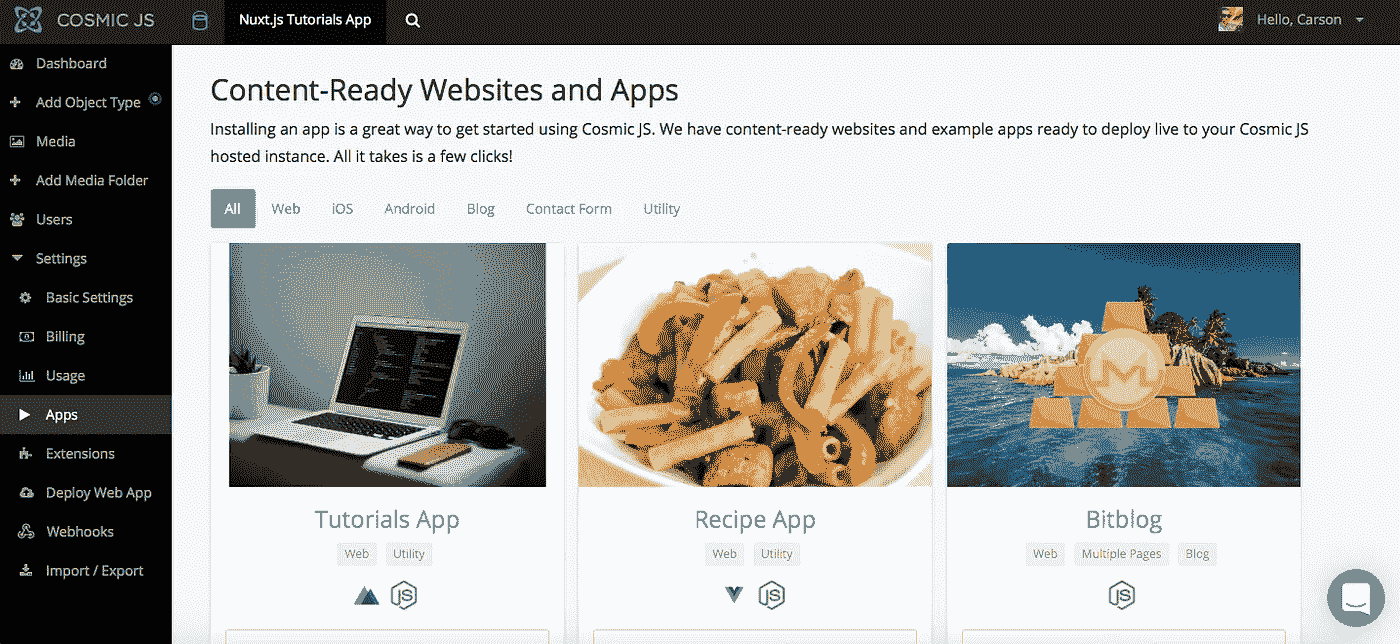 COSMIC JS
Nuxt.js Tutorials App
Hello, Carson
Dashboard
Add Object Type
Media
Add Media Folder
Users
Settings
Basic Settings
Billing
Usage
Apps
Extensions
Deploy Web App
Webhooks
Import / Export
Content-Ready Websites and Apps
Installing an app is a great way to get started using Cosmic JS. We have content-ready websites and example apps ready to deploy live to your Cosmic JS
hosted instance. All it takes is a few clicks!
All Web iOS Android Blog Contact Form Utility
Tutorials App
Web Utility
JS
Recipe App
Web Utility
JS
Bitblog
Web Multiple Pages Blog
JS